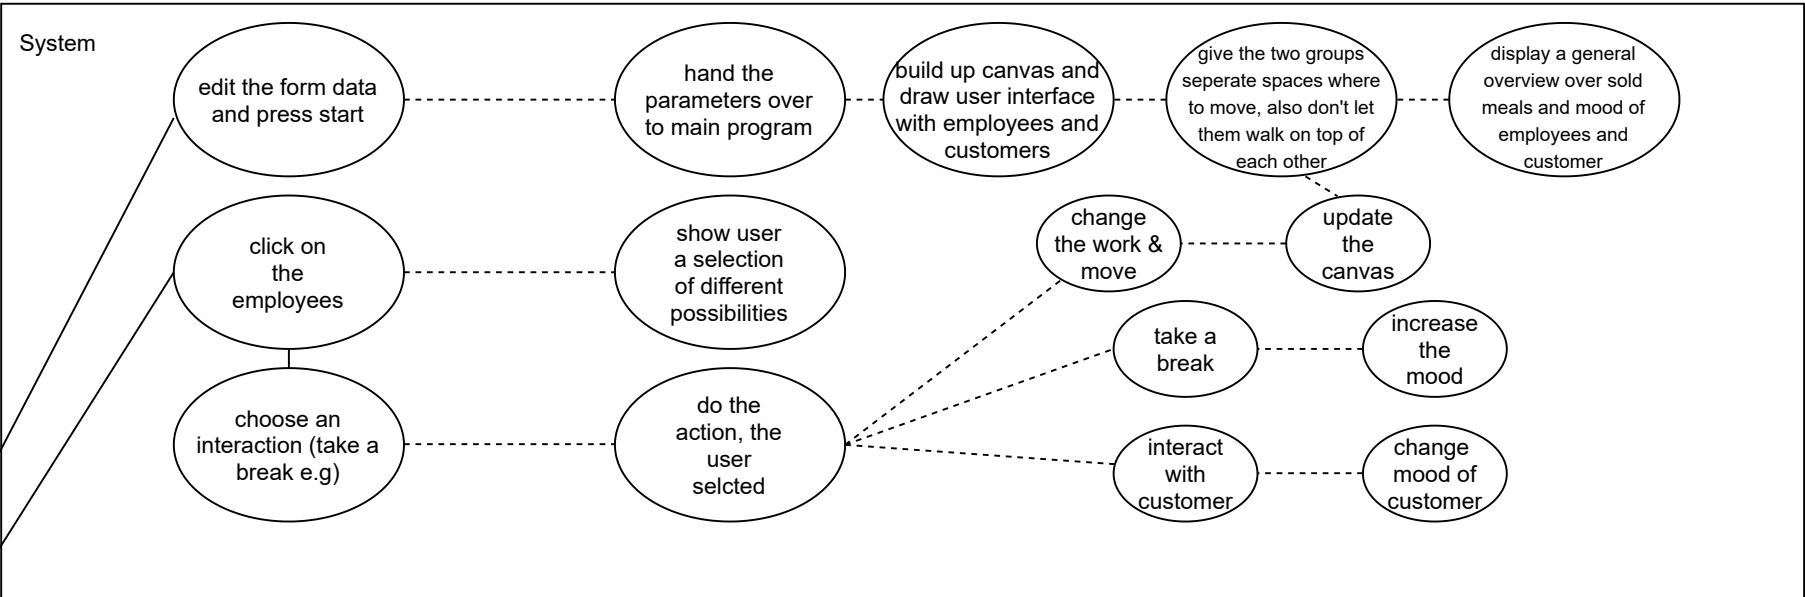 System
edit the form data
and press start
hand the
parameters over
to main program
build up canvas and
draw user interface
with employees and
customers
give the two groups
seperate spaces where
to move, also don't let
them walk on top of
each other
display a general
overview over sold
meals and mood of
employees and
customer
click on
the
employees
show user
a selection
of different
possibilities
change
the work &
move
update
the
canvas
take a
break
increase
the
mood
choose an
interaction (take a
break e.g)
do the
action, the
user
selcted
interact
with
customer
change
mood of
customer